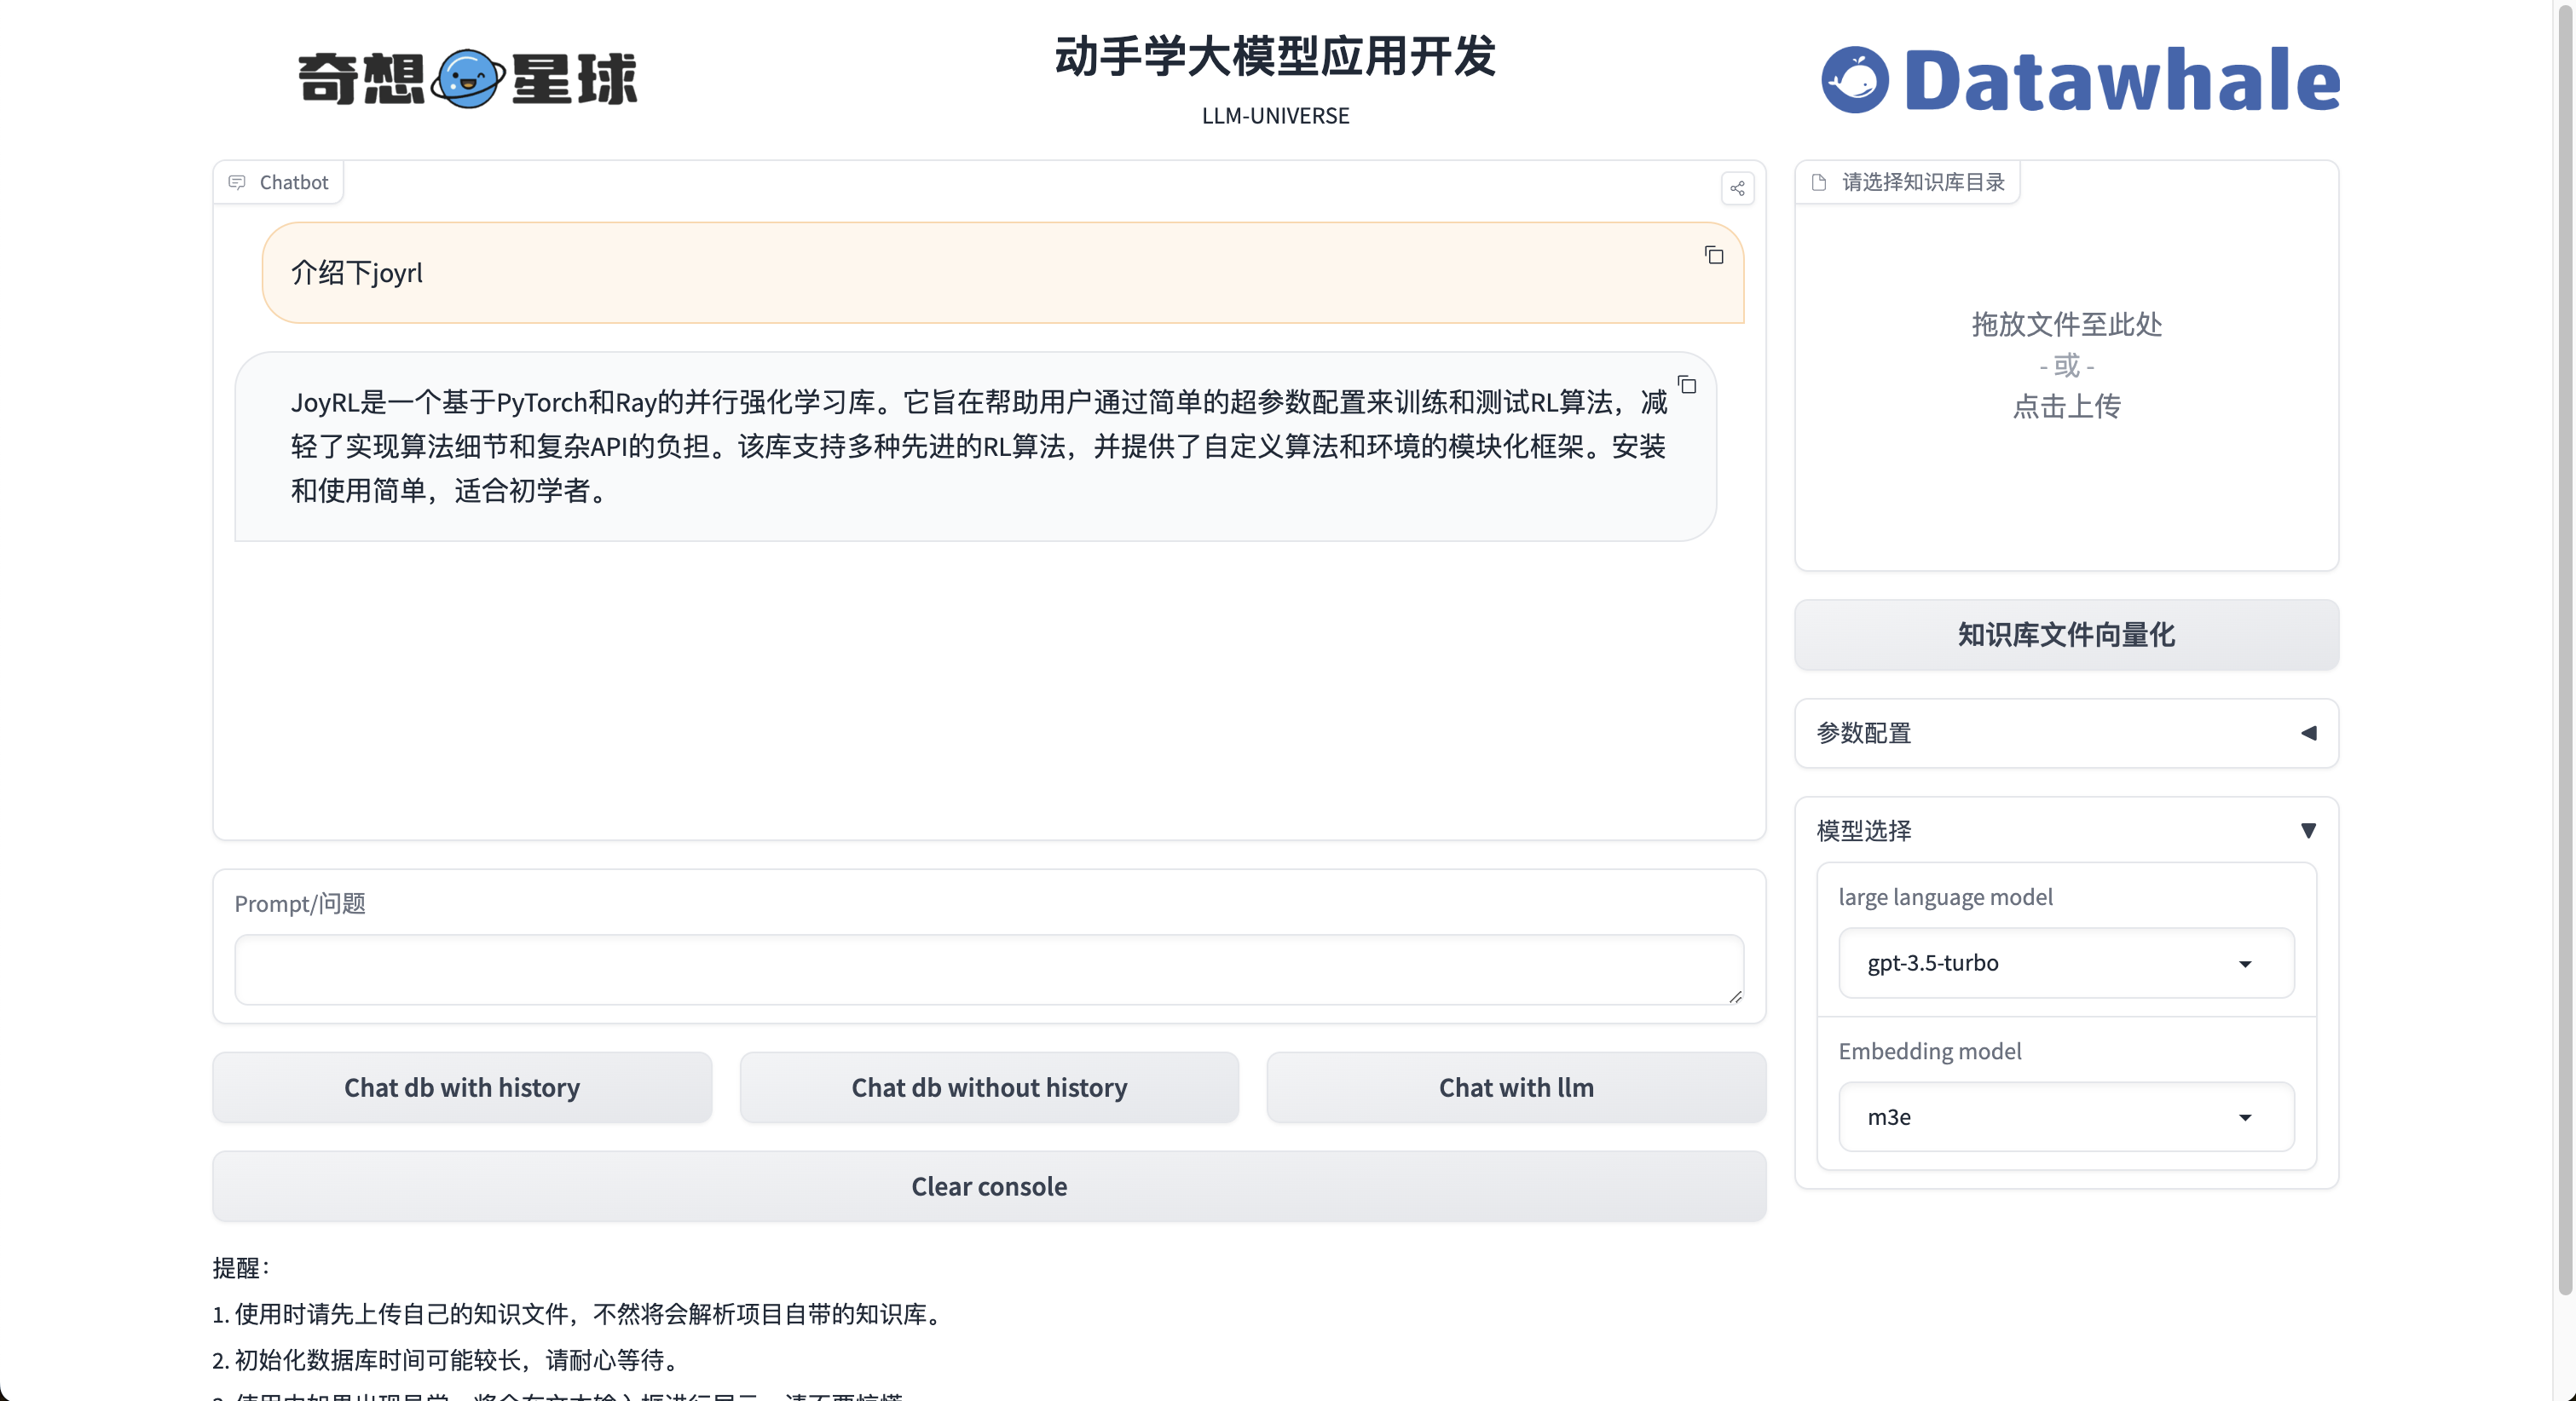 奇想星球
动手学大模型应用开发
LLM-UNIVERSE
Datawhale
Chatbot
介绍下joyrl
JoyRL是一个基于PyTorch和Ray的并行强化学习库。它旨在帮助用户通过简单的超参数配置来训练和测试RL算法，减
轻了实现算法细节和复杂API的负担。该库支持多种先进的RL算法，并提供了自定义算法和环境的模块化框架。安装
和使用简单，适合初学者。
请选择知识库目录
拖放文件至此处
- 或 -
点击上传
知识库文件向量化
参数配置
模型选择
large language model
gpt-3.5-turbo
Embedding model
m3e
Prompt/问题
Chat db with history
Chat db without history
Chat with llm
Clear console
提醒：
1. 使用时请先上传自己的知识文件，不然将会解析项目自带的知识库。
2. 初始化数据库时间可能较长，请耐心等待。